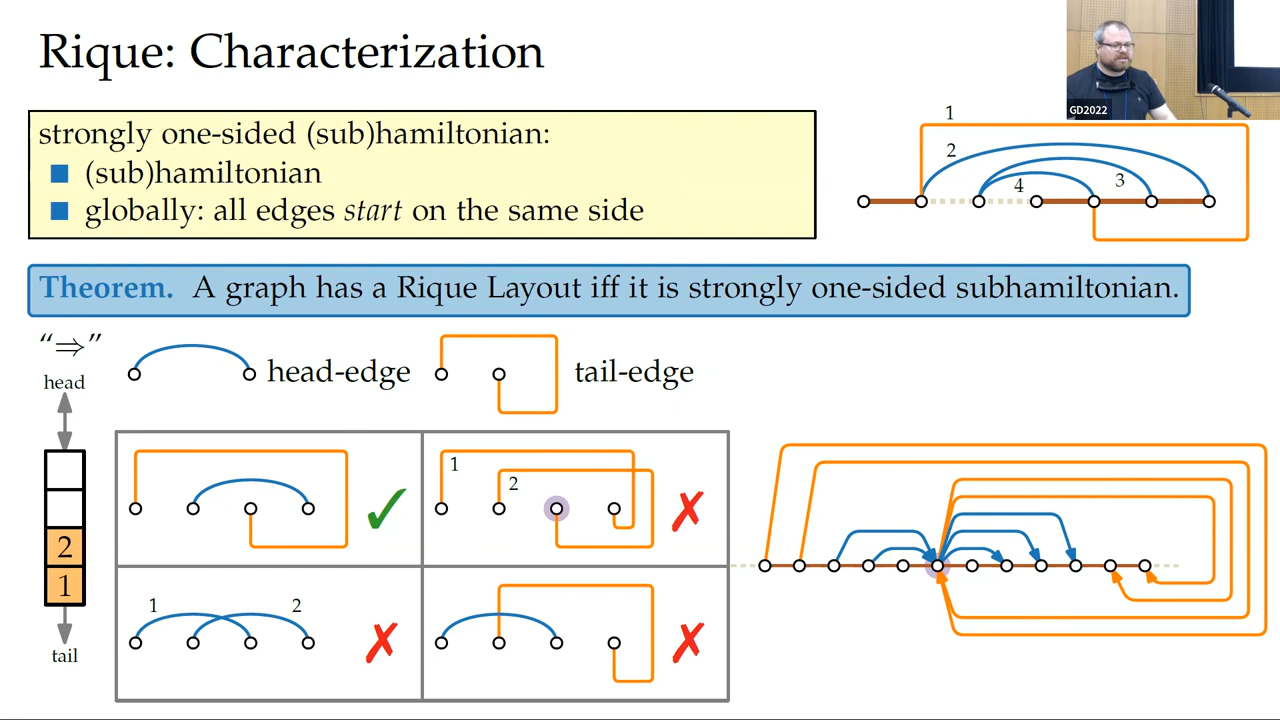 Rique: Characterization
GD2022
strongly one-sided (sub)hamiltonian:
(sub)hamiltonian
globally: all edges start on the same side
1
2
3
4
Theorem. A graph has a Rique Layout iff it is strongly one-sided subhamiltonian.
“⇒”
head
head-edge
tail-edge
1
2
✓
✗
2
1
1
2
✗
✗
tail